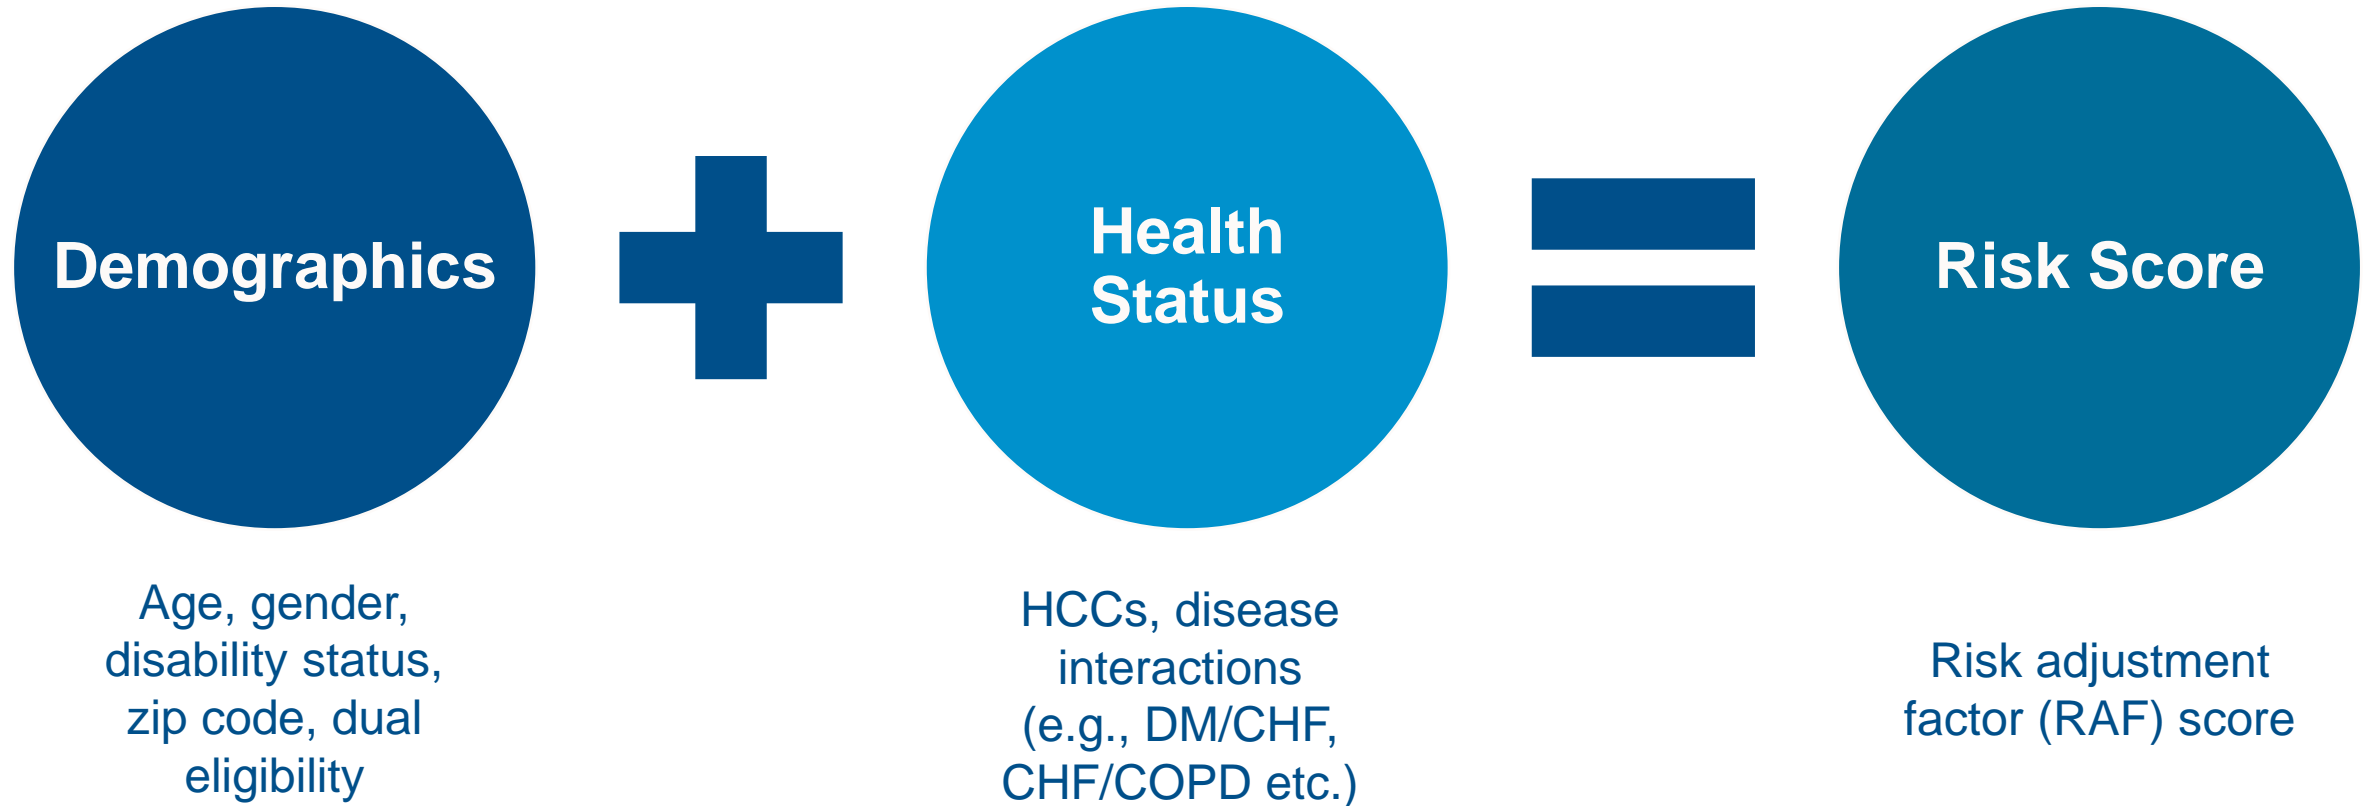 Demographics
Health
Status
Risk Score
Age, gender,
disability status,
zip code, dual
eligibility
HCCs, disease
interactions
(e.g., DM/CHF,
CHF/COPD etc.)
Risk adjustment
factor (RAF) score